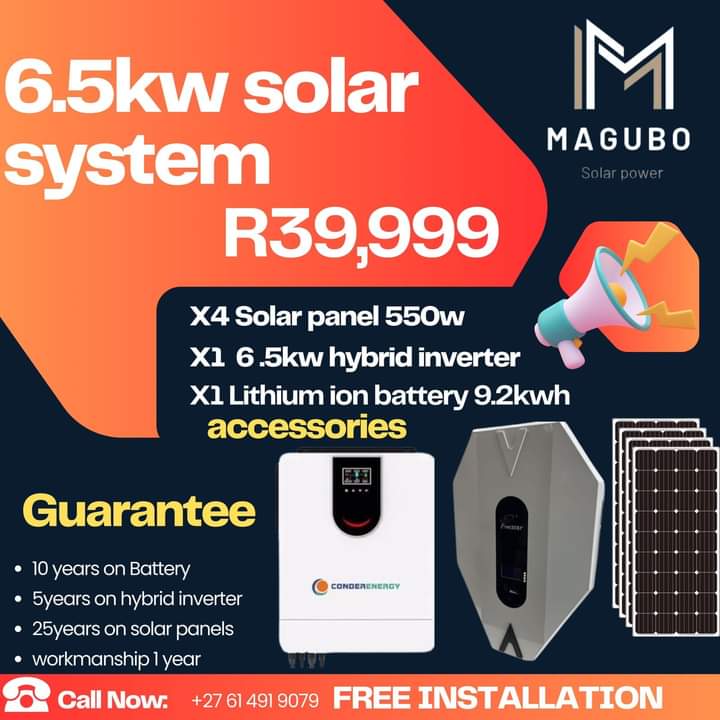 6.5kw solar
system
R39,999
MAGUBO
Solar power
X4 Solar panel 550w
X1 6 .5kw hybrid inverter
X1 Lithium ion battery 9.2kwh
accessories
Guarantee
• 10 years on Battery
• 5years on hybrid inverter
• 25years on solar panels
• workmanship 1 year
CONDERENERGY
Call Now: +27 61 491 9079 FREE INSTALLATION